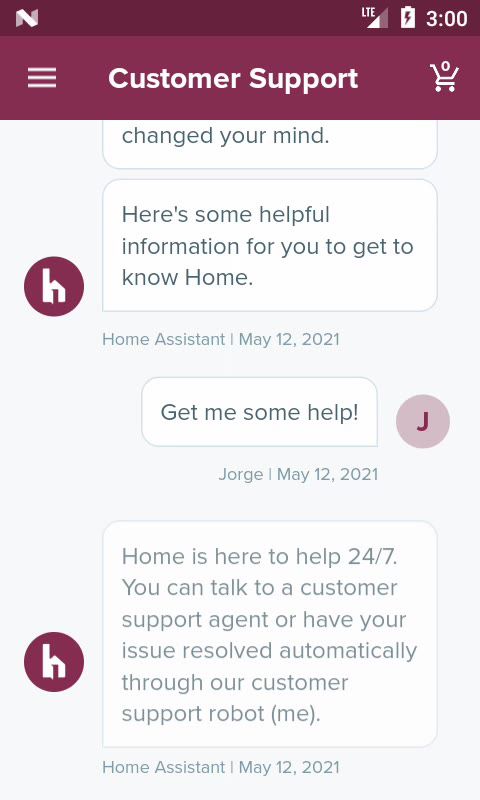 LTE
3:00
Customer Support
0
changed your mind.
Here's some helpful
information for you to get to
know Home.
h
Home Assistant | May 12, 2021
Get me some help!
J
Jorge | May 12, 2021
Home is here to help 24/7.
You can talk to a customer
support agent or have your
issue resolved automatically
through our customer
support robot (me).
h
Home Assistant | May 12, 2021